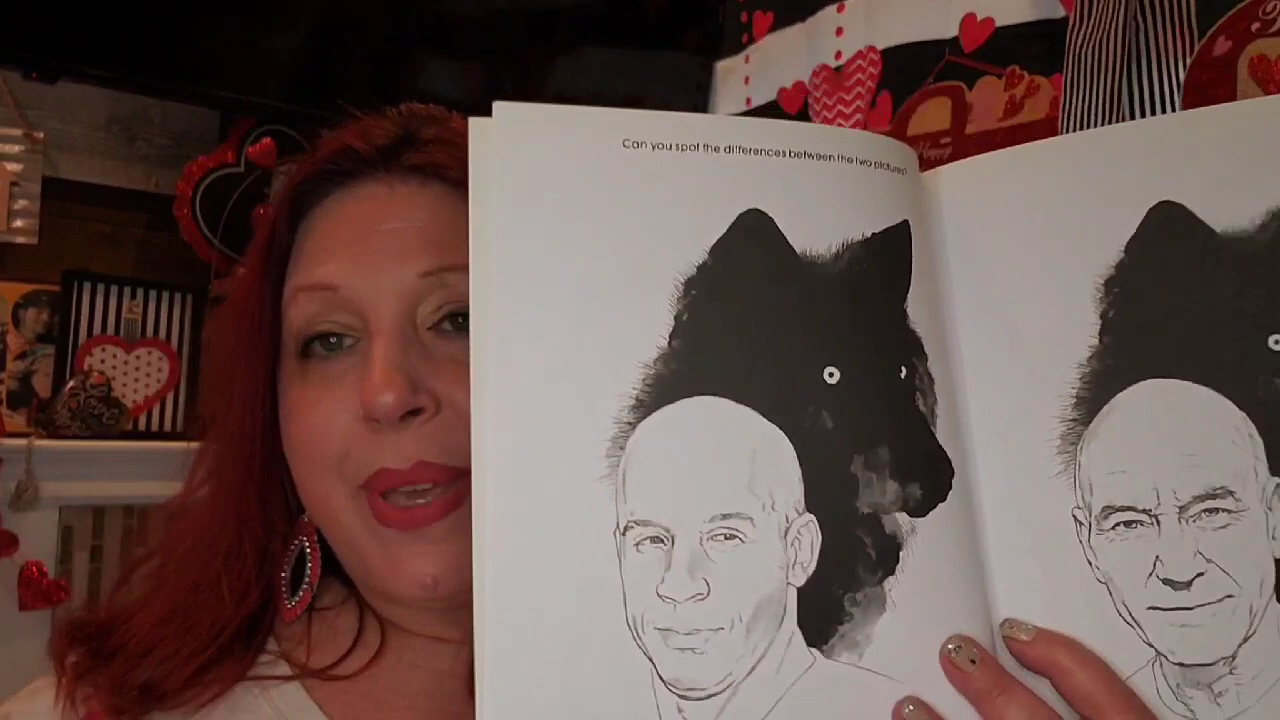 Can you spot the differences between the two pictures?